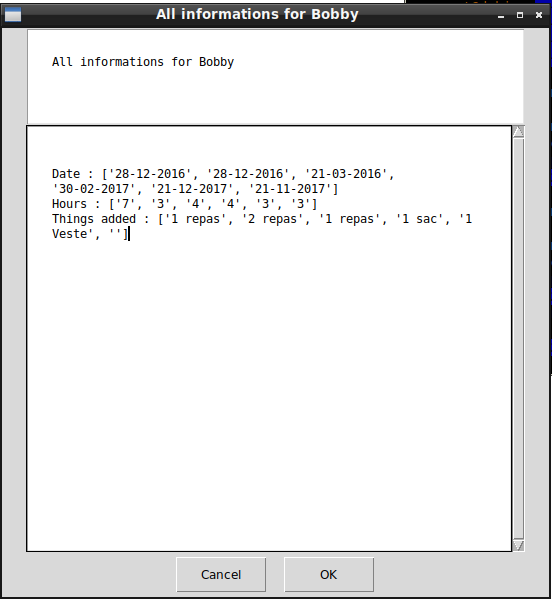 All informations for Bobby
All informations for Bobby
Date : ['28-12-2016', '28-12-2016', '21-03-2016',
'30-02-2017', '21-12-2017', '21-11-2017']
Hours : ['7', '3', '4', '4', '3', '3']
Things added : ['1 repas', '2 repas', '1 repas', '1 sac', '1
Veste', '']
Cancel
OK